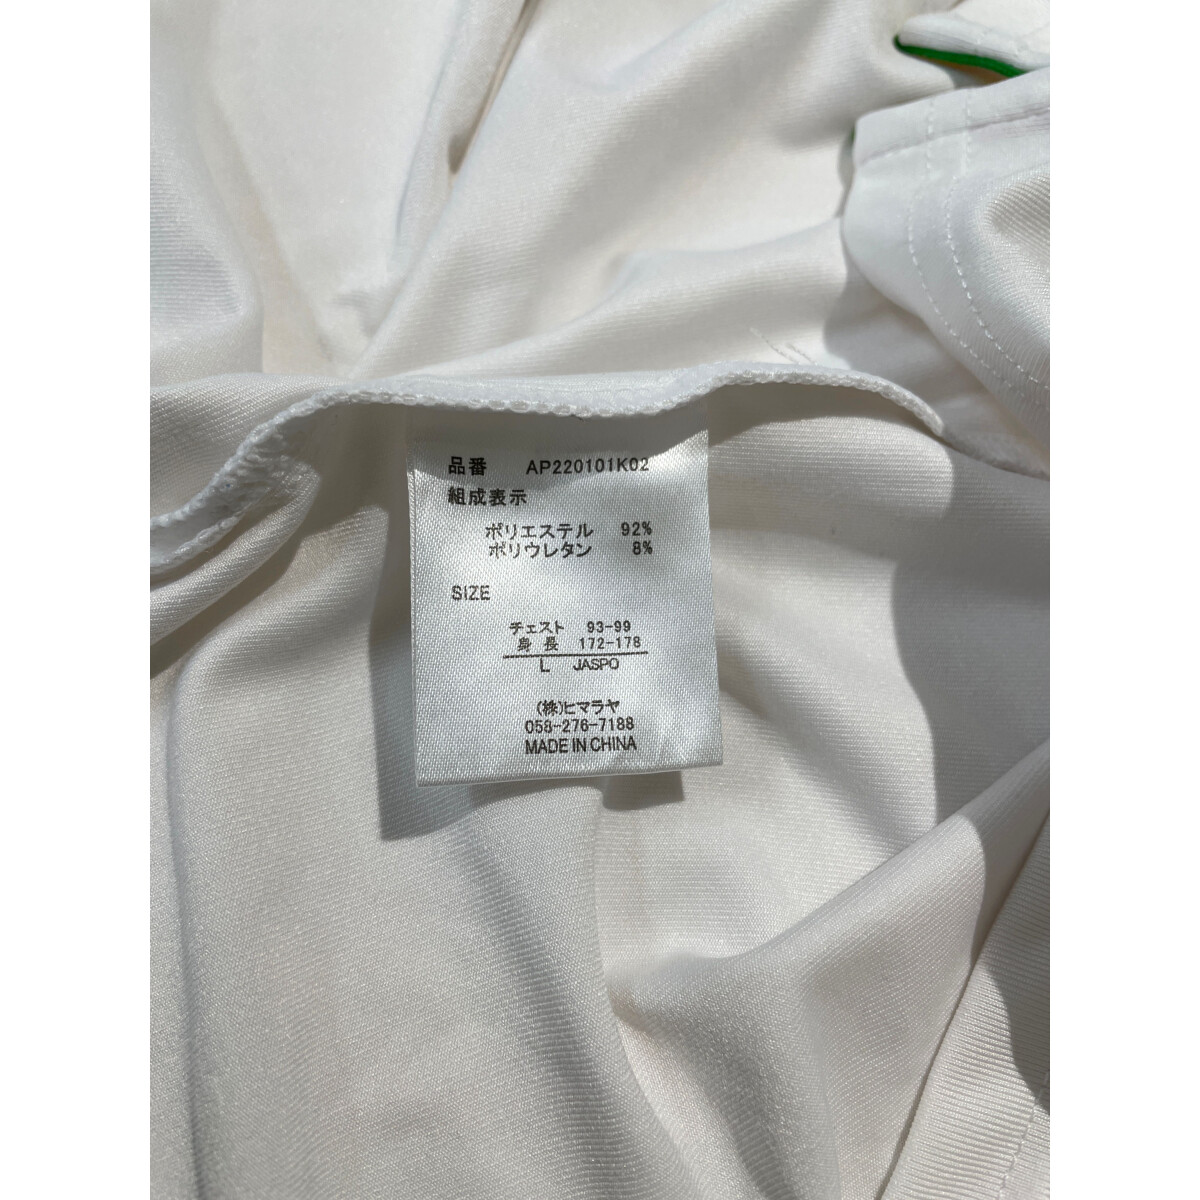 品番 AP220101K02
組成表示
ポリエステル 92%
ポリウレタン 8%
SIZE
チェスト 93-99
身長 172-178
L JASPO
(株)ヒマラヤ
058-276-7188
MADE IN CHINA